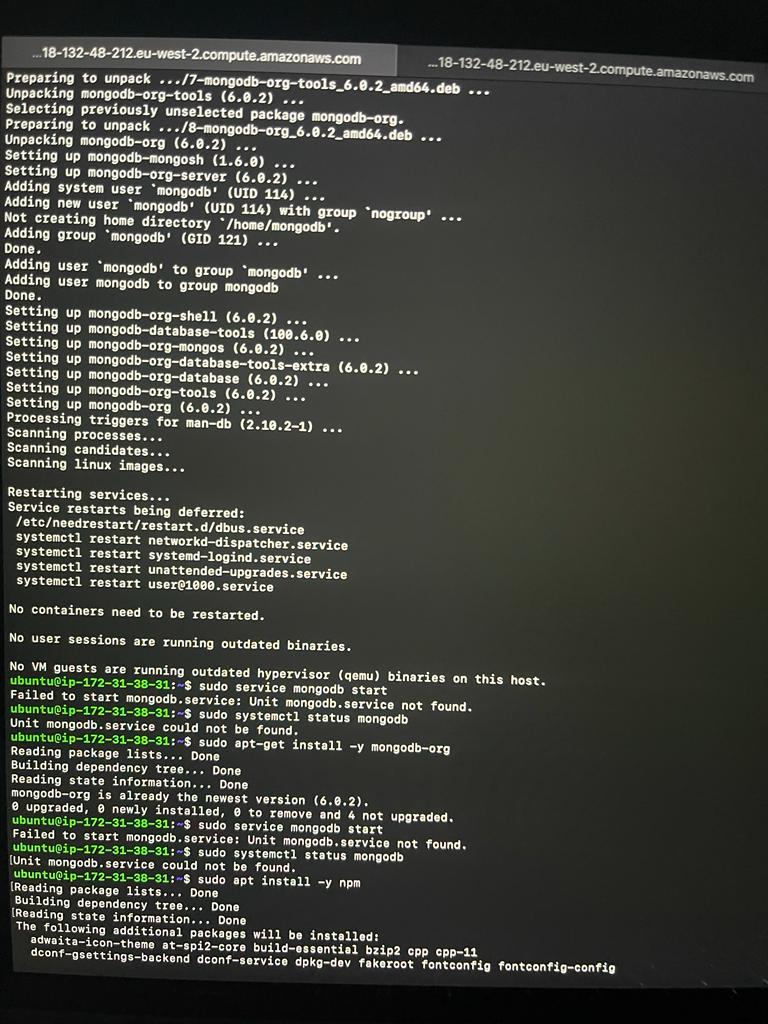 ...18-132-48-212.eu-west-2.compute.amazonaws.com
...18-132-48-212.eu-west-2.compute.amazonaws.com
Preparing to unpack .../7-mongodb-org-tools_6.0.2_amd64.deb ...
Unpacking mongodb-org-tools (6.0.2) ...
Selecting previously unselected package mongodb-org.
Preparing to unpack .../8-mongodb-org_6.0.2_amd64.deb ...
Unpacking mongodb-org (6.0.2) ...
Setting up mongodb-mongosh (1.6.0) ...
Setting up mongodb-org-server (6.0.2) ...
Adding system user `mongodb' (UID 114) ...
Adding new user `mongodb' (UID 114) with group `nogroup' ...
Not creating home directory `/home/mongodb'.
Adding group `mongodb' (GID 121) ...
Done.
Adding user `mongodb' to group `mongodb' ...
Adding user mongodb to group mongodb
Done.
Setting up mongodb-org-shell (6.0.2) ...
Setting up mongodb-database-tools (100.6.0) ...
Setting up mongodb-org-mongos (6.0.2) ...
Setting up mongodb-org-database-tools-extra (6.0.2) ...
Setting up mongodb-org-database (6.0.2) ...
Setting up mongodb-org-tools (6.0.2) ...
Setting up mongodb-org (6.0.2) ...
Processing triggers for man-db (2.10.2-1) ...
Scanning processes...
Scanning candidates...
Scanning linux images...
Restarting services...
Service restarts being deferred:
/etc/needrestart/restart.d/dbus.service
systemctl restart networkd-dispatcher.service
systemctl restart systemd-logind.service
systemctl restart unattended-upgrades.service
systemctl restart user@1000.service
No containers need to be restarted.
No user sessions are running outdated binaries.
No VM guests are running outdated hypervisor (qemu) binaries on this host.
ubuntu@ip-172-31-38-31:~$ sudo service mongodb start
Failed to start mongodb.service: Unit mongodb.service not found.
ubuntu@ip-172-31-38-31:~$ sudo systemctl status mongodb
Unit mongodb.service could not be found.
ubuntu@ip-172-31-38-31:~$ sudo apt-get install -y mongodb-org
Reading package lists... Done
Building dependency tree... Done
Reading state information... Done
mongodb-org is already the newest version (6.0.2).
0 upgraded, 0 newly installed, 0 to remove and 4 not upgraded.
ubuntu@ip-172-31-38-31:~$ sudo service mongodb start
Failed to start mongodb.service: Unit mongodb.service not found.
ubuntu@ip-172-31-38-31:~$ sudo systemctl status mongodb
[Unit mongodb.service could not be found.
ubuntu@ip-172-31-38-31:~$ sudo apt install -y npm
[Reading package lists... Done
Building dependency tree... Done
[Reading state information... Done
The following additional packages will be installed:
adwaita-icon-theme at-spi2-core build-essential bzip2 cpp cpp-11
dconf-gsettings-backend dconf-service dpkg-dev fakeroot fontconfig fontconfig-config